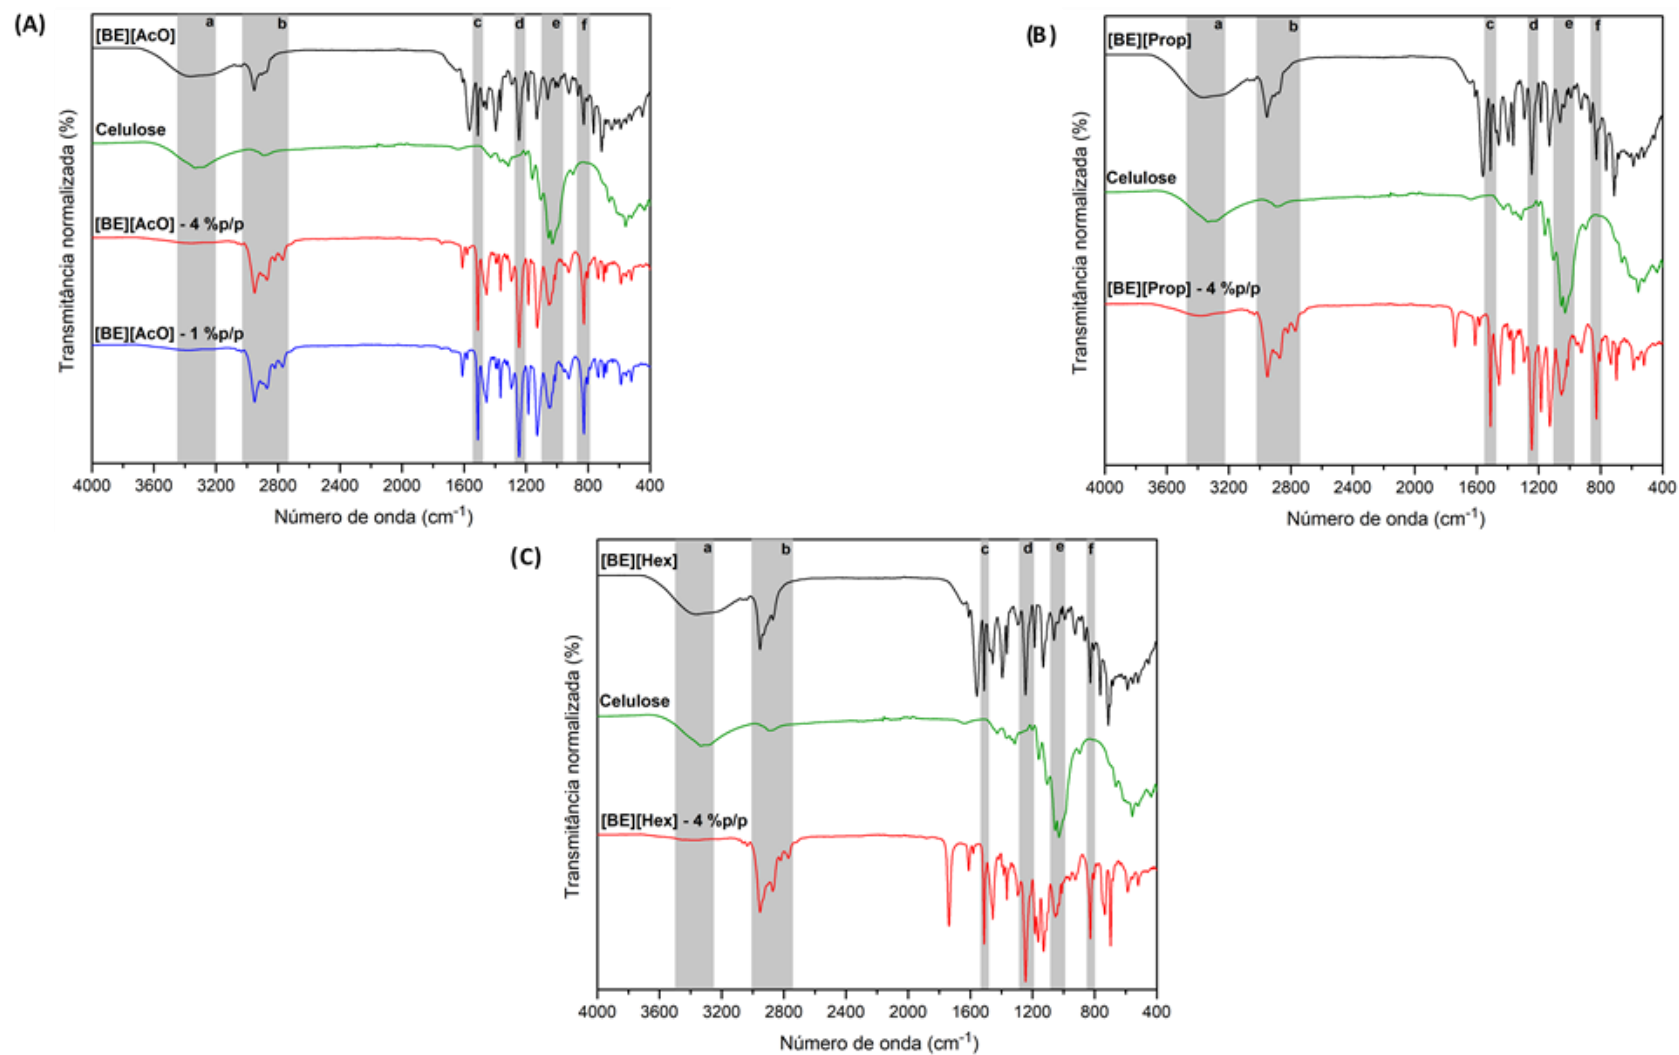 (A)
a b c d e f
[BE][AcO]
Celulose
[BE][AcO] - 4 %p/p
[BE][AcO] - 1 %p/p
Transmitância normalizada (%)
4000 3600 3200 2800 2400 2000 1600 1200 800 400
Número de onda (cm⁻¹)
(B)
a b c d e f
[BE][Prop]
Celulose
[BE][Prop] - 4 %p/p
Transmitância normalizada (%)
4000 3600 3200 2800 2400 2000 1600 1200 800 400
Número de onda (cm⁻¹)
(C)
a b c d e f
[BE][Hex]
Celulose
[BE][Hex] - 4 %p/p
Transmitância normalizada (%)
4000 3600 3200 2800 2400 2000 1600 1200 800 400
Número de onda (cm⁻¹)